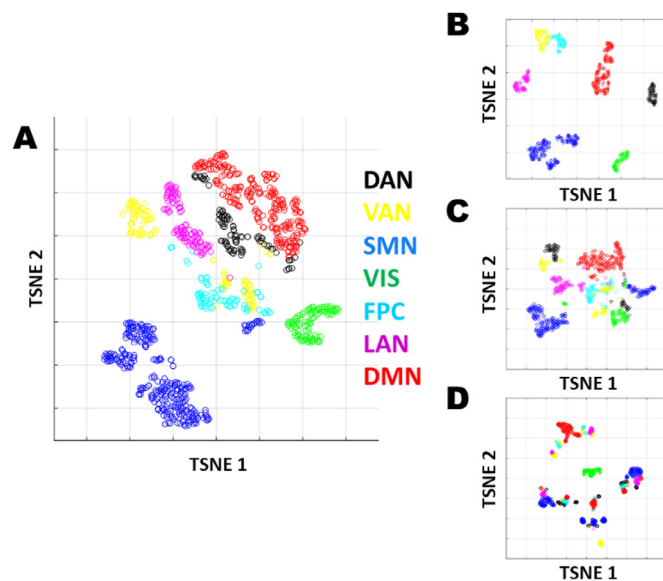 A
TSNE 2
TSNE 1
DAN
VAN
SMN
VIS
FPC
LAN
DMN
B
TSNE 2
TSNE 1
C
TSNE 2
TSNE 1
D
TSNE 2
TSNE 1